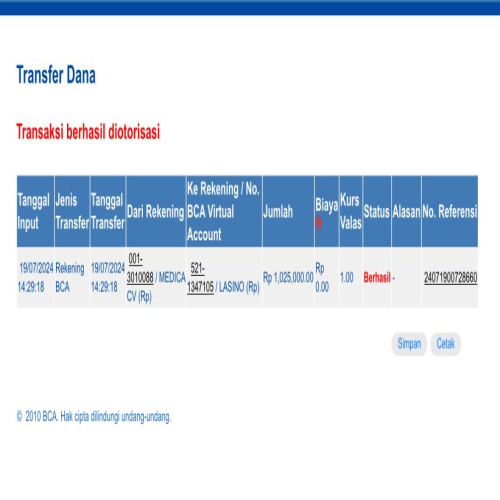 Transfer Dana
Transaksi berhasil diotorisasi
Tanggal Input Jenis Transfer Tanggal Transfer Dari Rekening Ke Rekening / No. BCA Virtual Account Jumlah Biaya Kurs Valas Status Alasan No. Referensi
19/07/2024 14:29:18 Rekening BCA 19/07/2024 14:29:18 001-3010088 / MEDICA CV (Rp) 521-1347105 / LASINO (Rp) Rp 1,025,000.00 Rp 0.00 1.00 Berhasil - 24071900728660
Simpan Cetak
© 2010 BCA. Hak cipta dilindungi undang-undang.